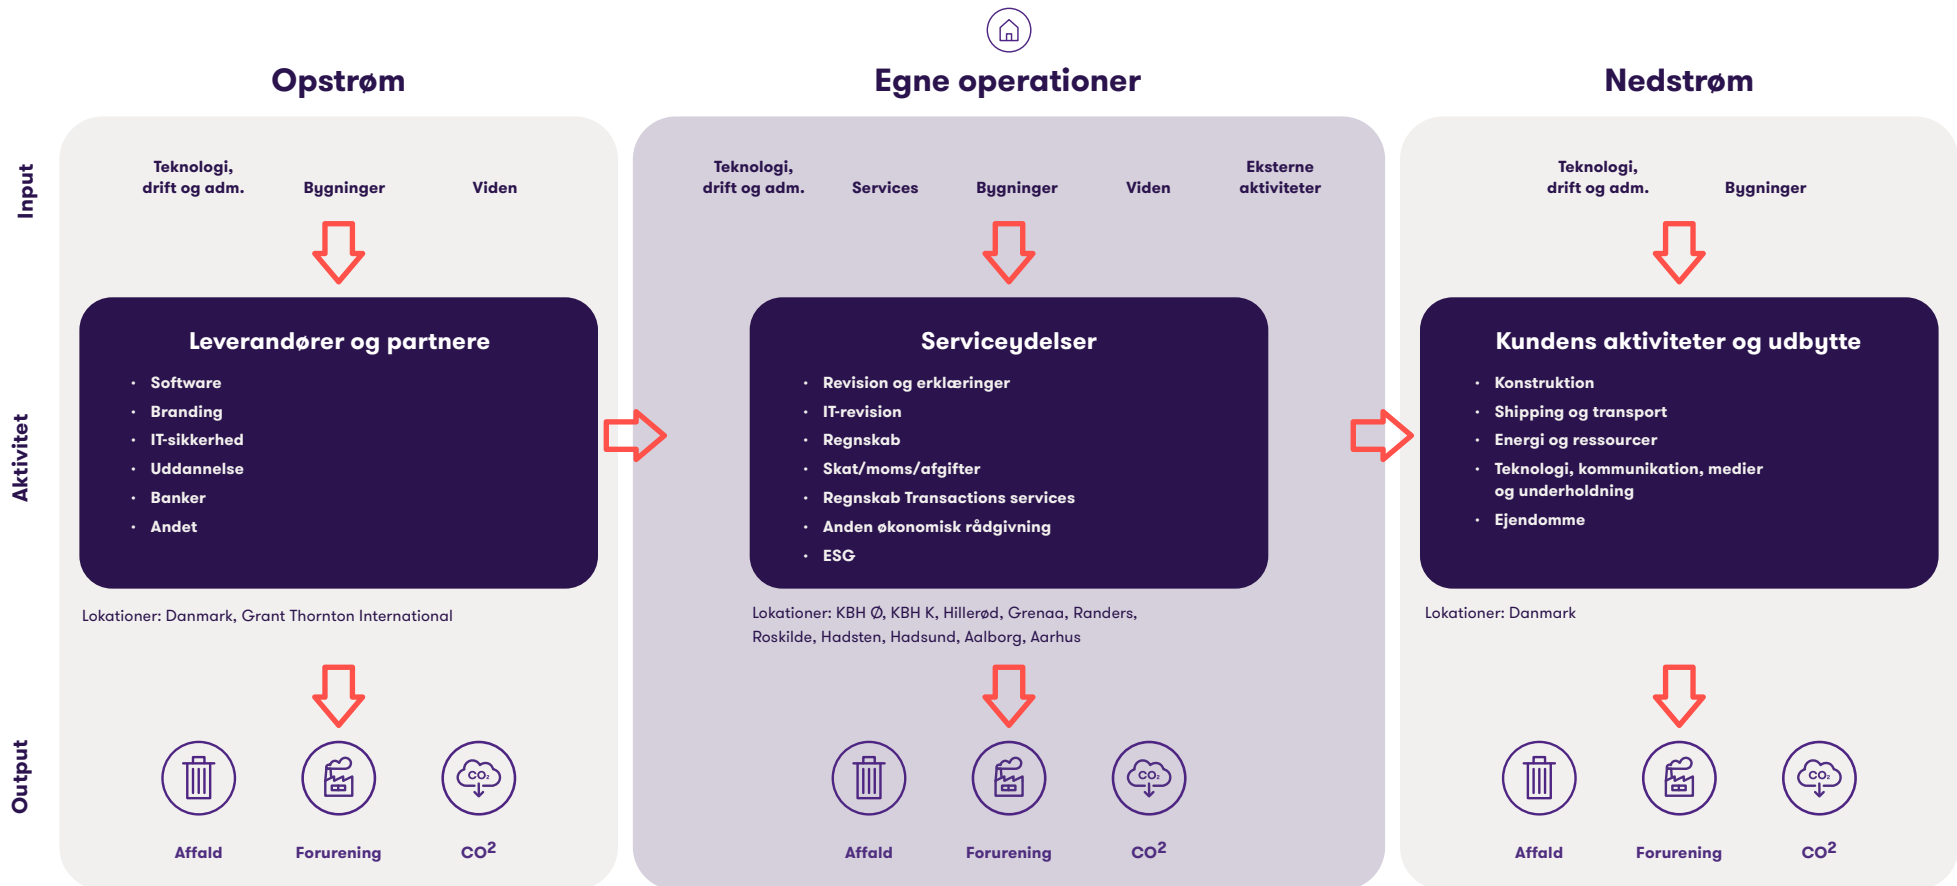 Opstrøm
Egne operationer
Nedstrøm
Input
Teknologi,
drift og adm.
Bygninger
Viden
Teknologi,
drift og adm.
Services
Bygninger
Viden
Eksterne
aktiviteter
Teknologi,
drift og adm.
Bygninger
Aktivitet
Leverandører og partnere
· Software
· Branding
· IT-sikkerhed
· Uddannelse
· Banker
· Andet
Lokationer: Danmark, Grant Thornton International
Serviceydelser
· Revision og erklæringer
· IT-revision
· Regnskab
· Skat/moms/afgifter
· Regnskab Transactions services
· Anden økonomisk rådgivning
· ESG
Lokationer: KBH Ø, KBH K, Hillerød, Grenaa, Randers,
Roskilde, Hadsten, Hadsund, Aalborg, Aarhus
Kundens aktiviteter og udbytte
· Konstruktion
· Shipping og transport
· Energi og ressourcer
· Teknologi, kommunikation, medier
og underholdning
· Ejendomme
Lokationer: Danmark
Output
CO₂
Affald
Forurening
CO²
CO₂
Affald
Forurening
CO²
CO₂
Affald
Forurening
CO²